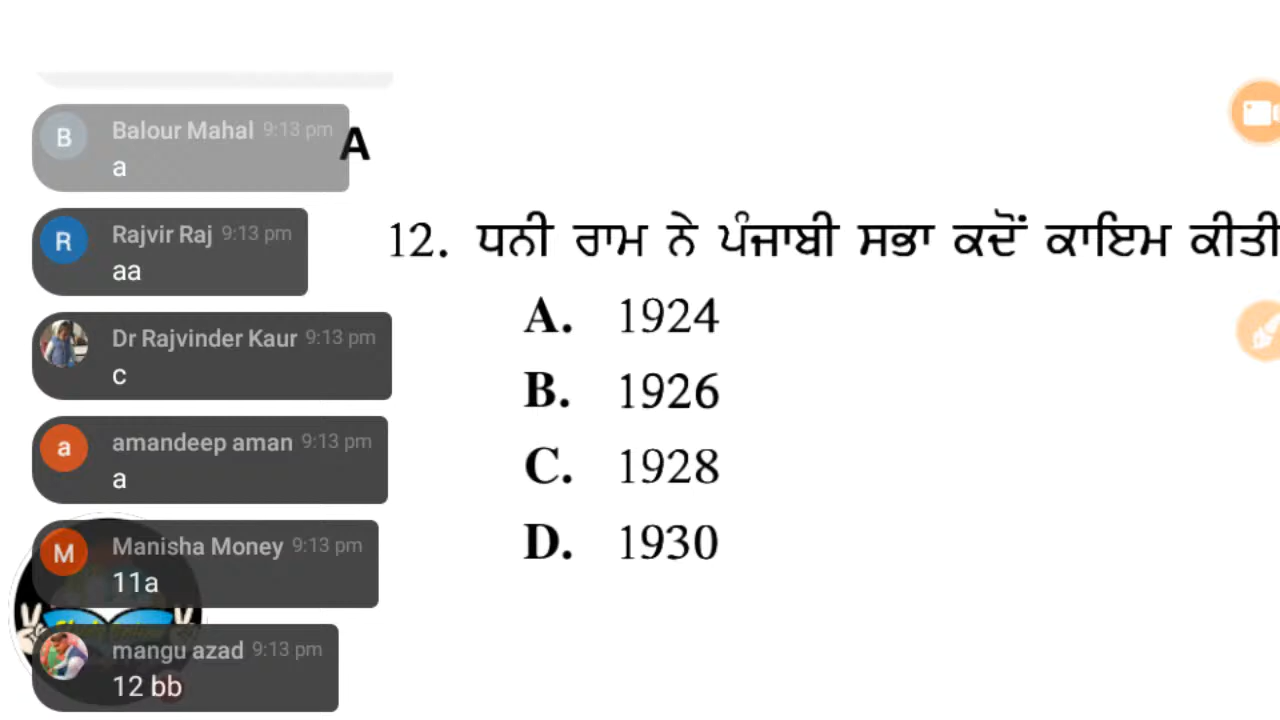 Balour Mahal 9:13 pm
a
A
Rajvir Raj 9:13 pm
aa
12. ਧਨੀ ਰਾਮ ਨੇ ਪੰਜਾਬੀ ਸਭਾ ਕਦੋਂ ਕਾਇਮ ਕੀਤੀ
A. 1924
B. 1926
C. 1928
D. 1930
Dr Rajvinder Kaur 9:13 pm
c
amandeep aman 9:13 pm
a
Manisha Money 9:13 pm
11a
mangu azad 9:13 pm
12 bb